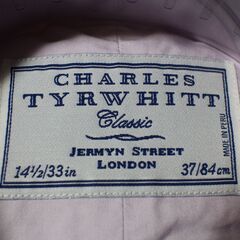 CHARLES
TYRWHITT
Classic
JERMYN STREET
LONDON
14½/33in 37/84cm
MADE IN PERU